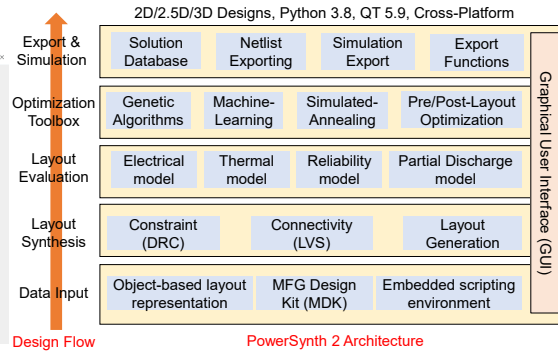 2D/2.5D/3D Designs, Python 3.8, QT 5.9, Cross-Platform
Export &
Simulation
Solution
Database
Netlist
Exporting
Simulation
Export
Export
Functions
Optimization
Toolbox
Genetic
Algorithms
Machine-
Learning
Simulated-
Annealing
Pre/Post-Layout
Optimization
Layout
Evaluation
Electrical
model
Thermal
model
Reliability
model
Partial Discharge
model
Layout
Synthesis
Constraint
(DRC)
Connectivity
(LVS)
Layout
Generation
Data Input
Object-based layout
representation
MFG Design
Kit (MDK)
Embedded scripting
environment
Graphical User Interface (GUI)
Design Flow
PowerSynth 2 Architecture